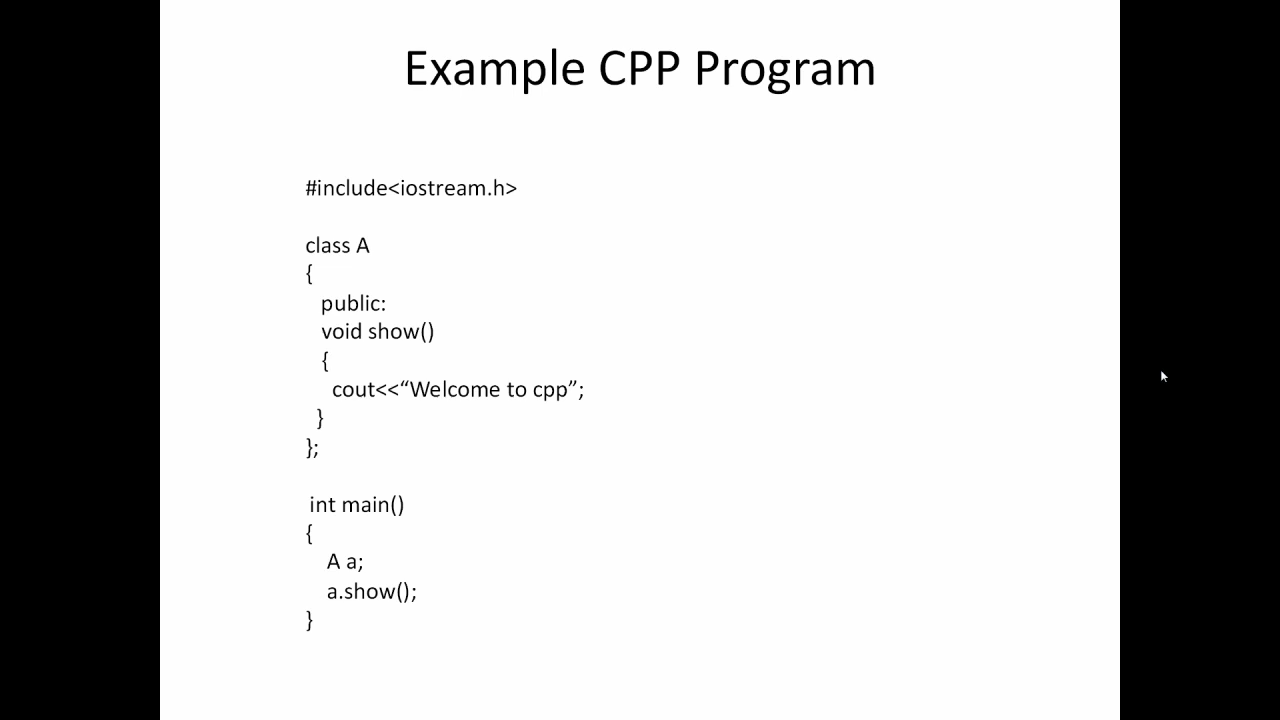 Example CPP Program
#include<iostream.h>
class A
{
public:
void show()
{
cout<<“Welcome to cpp”;
}
};
int main()
{
A a;
a.show();
}